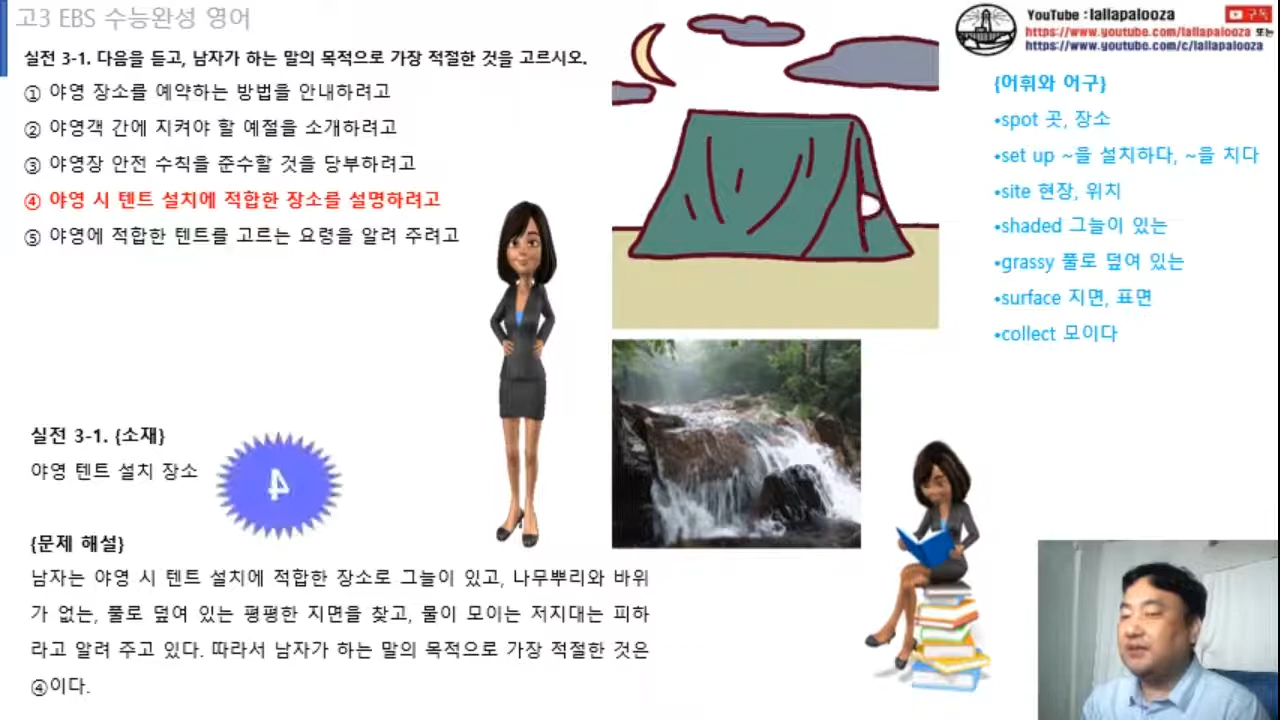 고3 EBS 수능완성 영어
실전 3-1. 다음을 듣고, 남자가 하는 말의 목적으로 가장 적절한 것을 고르시오.
① 야영 장소를 예약하는 방법을 안내하려고
② 야영객 간에 지켜야 할 예절을 소개하려고
③ 야영장 안전 수칙을 준수할 것을 당부하려고
④ 야영 시 텐트 설치에 적합한 장소를 설명하려고
⑤ 야영에 적합한 텐트를 고르는 요령을 알려 주려고
실전 3-1. {소재}
야영 텐트 설치 장소
4
{문제 해설}
남자는 야영 시 텐트 설치에 적합한 장소로 그늘이 있고, 나무뿌리와 바위
가 없는, 풀로 덮여 있는 평평한 지면을 찾고, 물이 모이는 저지대는 피하
라고 알려 주고 있다. 따라서 남자가 하는 말의 목적으로 가장 적절한 것은
④이다.
YouTube : lallapalooza
구독
https://www.youtube.com/lallapalooza 또는
https://www.youtube.com/c/lallapalooza
{어휘와 어구}
•spot 곳, 장소
•set up ~을 설치하다, ~을 치다
•site 현장, 위치
•shaded 그늘이 있는
•grassy 풀로 덮여 있는
•surface 지면, 표면
•collect 모이다